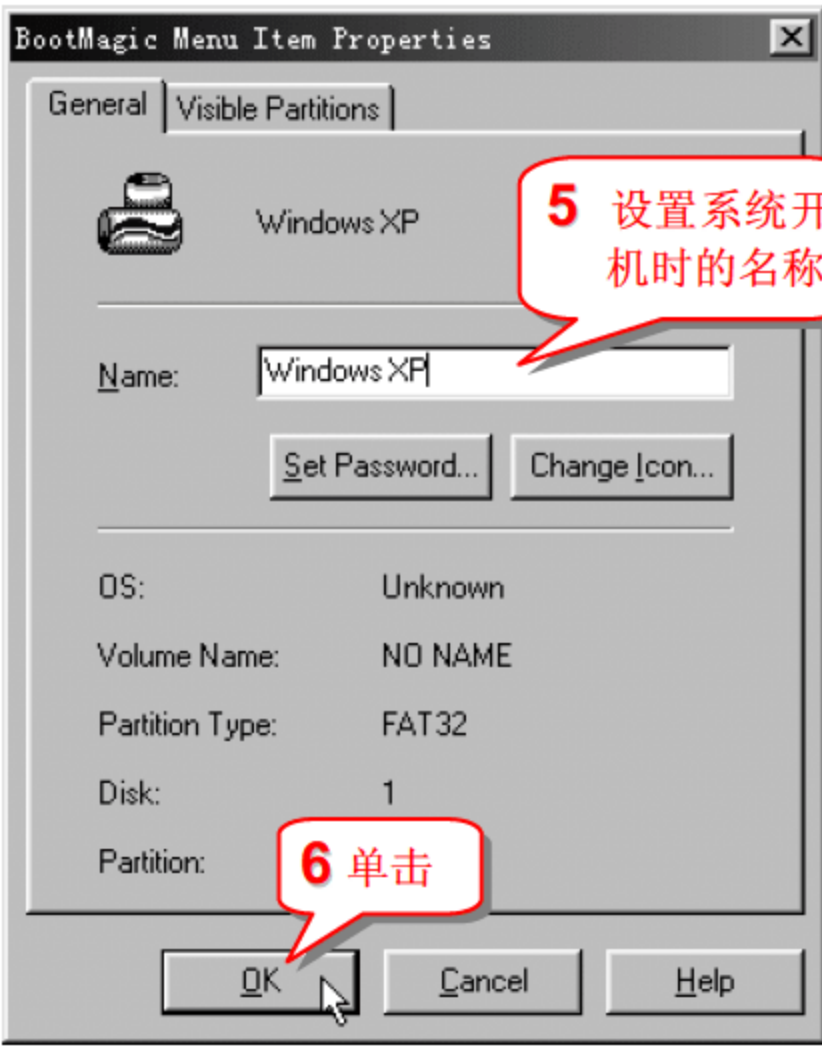 BootMagic Menu Item Properties
General
Visible Partitions
Windows XP
5 设置系统开
机时的名称
Name:
Windows XP
Set Password...
Change Icon...
OS: Unknown
Volume Name: NO NAME
Partition Type: FAT32
Disk: 1
Partition:
6 单击
OK
Cancel
Help